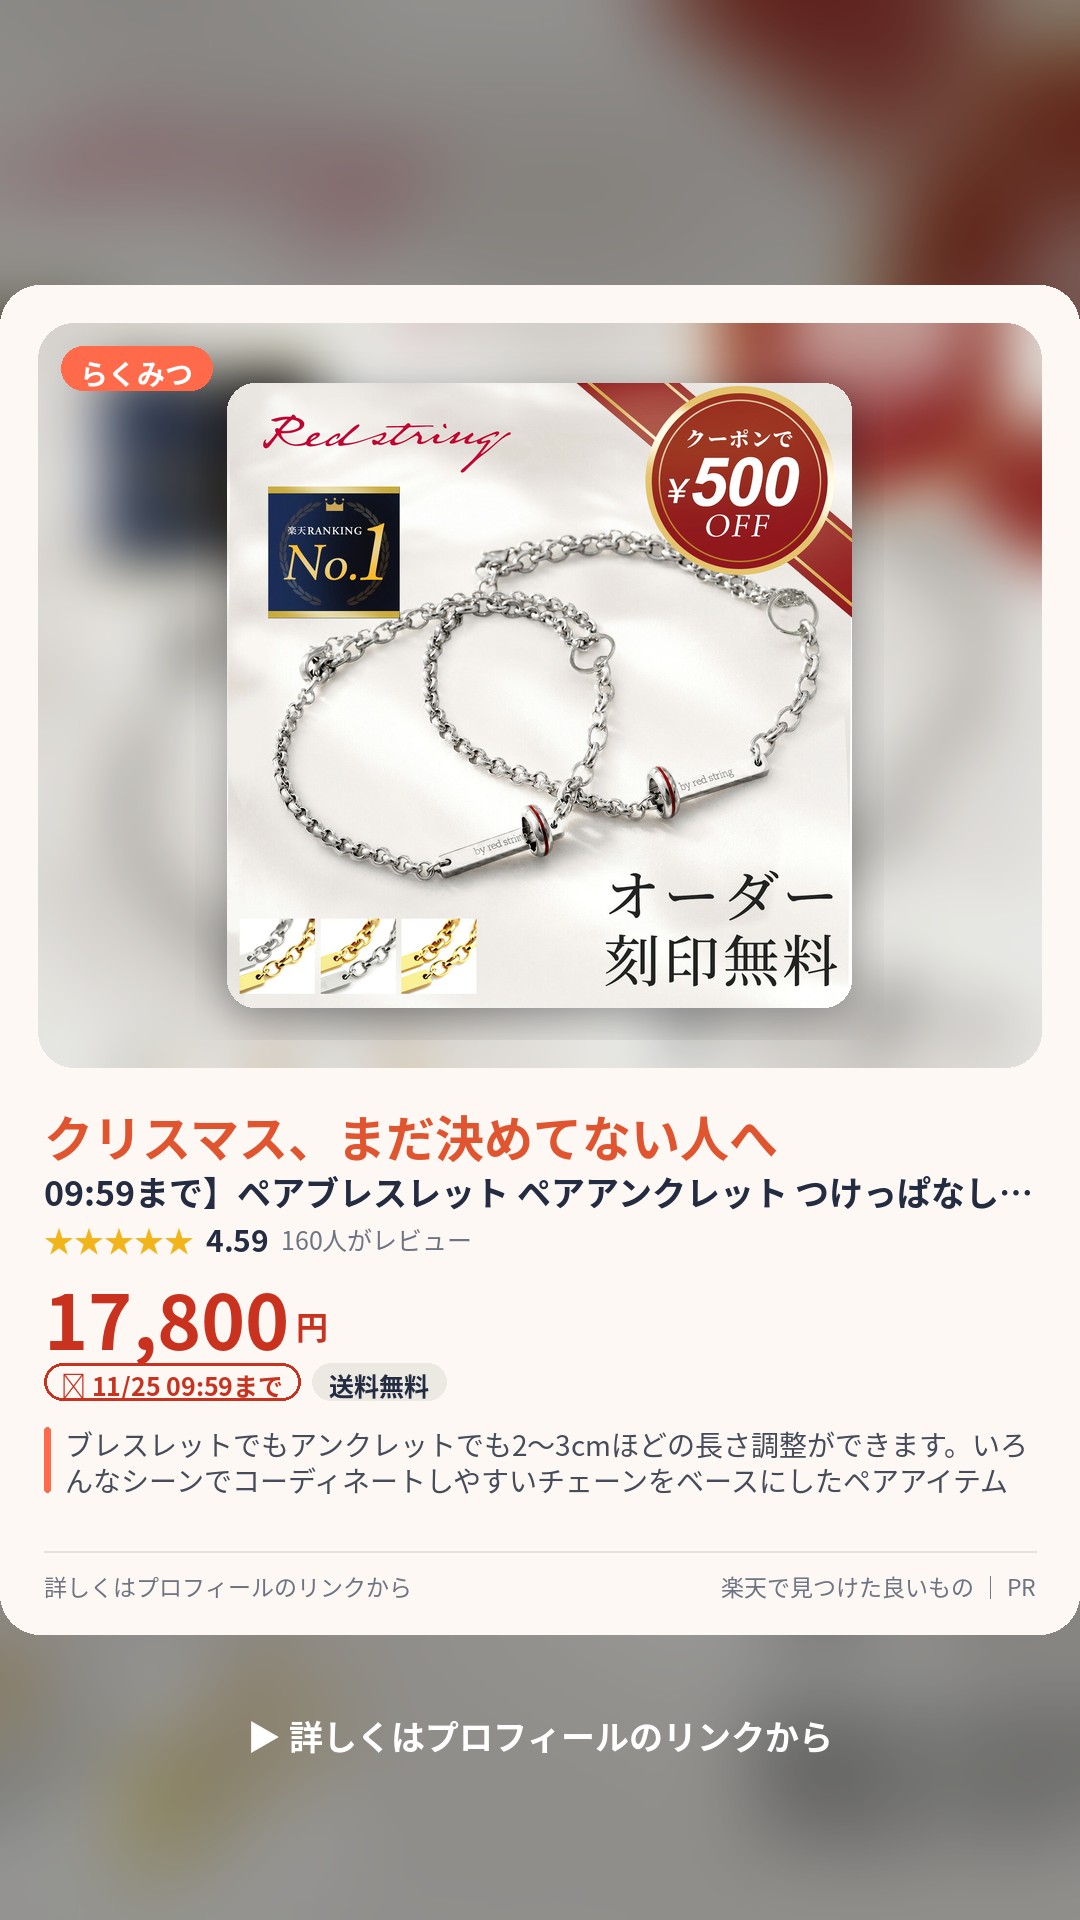 らくみつ
Red string
クーポンで
¥500
OFF
楽天RANKING
No.1
by red string
by red string
オーダー
刻印無料
クリスマス、まだ決めてない人へ
09:59まで】ペアブレスレット ペアアンクレット つけっぱなし…
★★★★★ 4.59 160人がレビュー
17,800円
11/25 09:59まで 送料無料
ブレスレットでもアンクレットでも2〜3cmほどの長さ調整ができます。いろ
んなシーンでコーディネートしやすいチェーンをベースにしたペアアイテム
詳しくはプロフィールのリンクから
楽天で見つけた良いもの｜PR
▶ 詳しくはプロフィールのリンクから